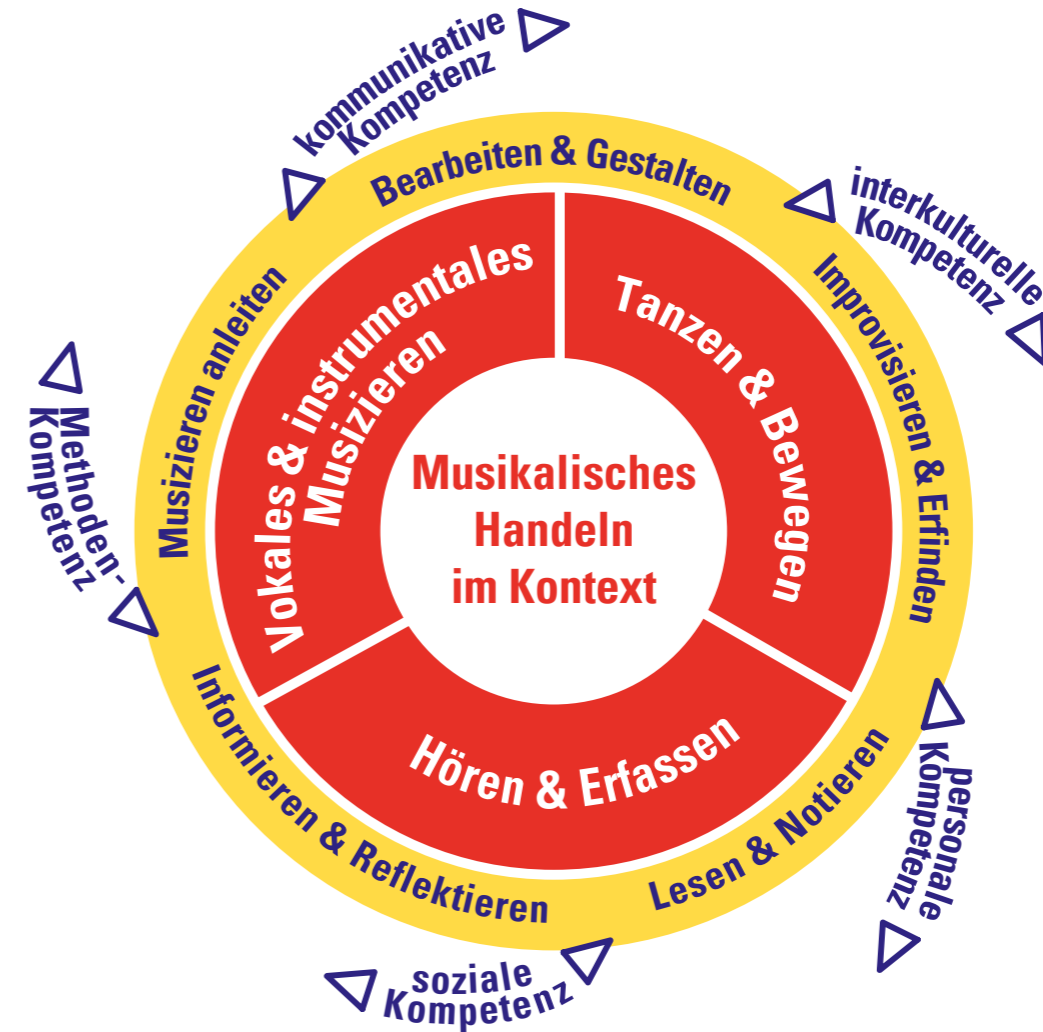 kommunikative
Kompetenz
interkulturelle
Kompetenz
Bearbeiten & Gestalten
Improvisieren & Erfinden
Musizieren anleiten
Methoden-
Kompetenz
Vokales & instrumentales
Musizieren
Tanzen & Bewegen
Musikalisches
Handeln
im Kontext
Hören & Erfassen
Informieren & Reflektieren
Lesen & Notieren
personale
Kompetenz
soziale
Kompetenz